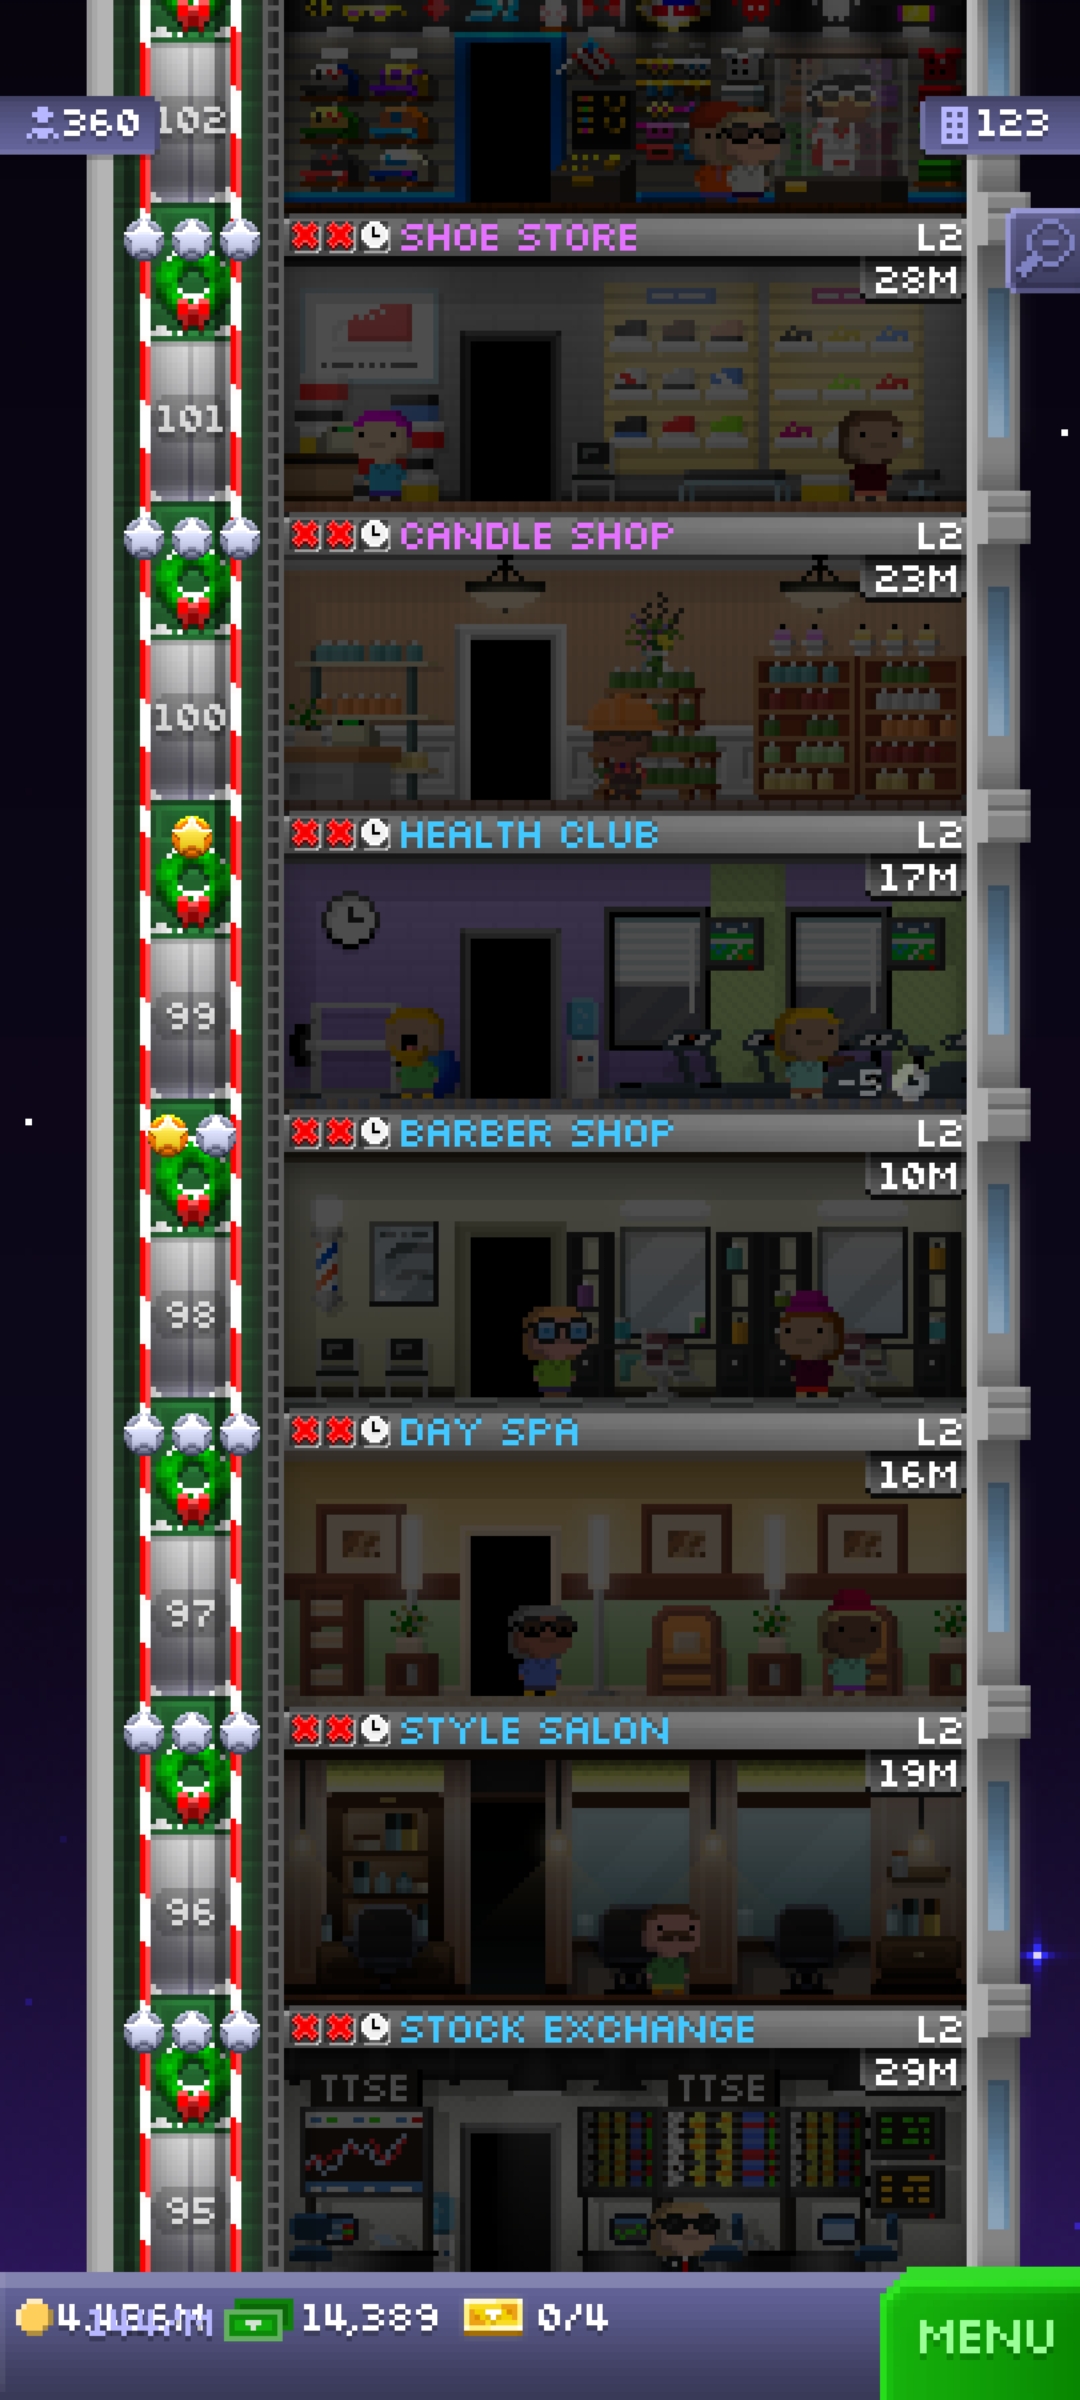 102
360
123
SHOE STORE L2
28M
101
CANDLE SHOP L2
23M
100
HEALTH CLUB L2
17M
99
-5
BARBER SHOP L2
10M
98
DAY SPA L2
16M
97
STYLE SALON L2
19M
96
STOCK EXCHANGE L2
29M
TTSE TTSE
95
14,389 0/4
MENU